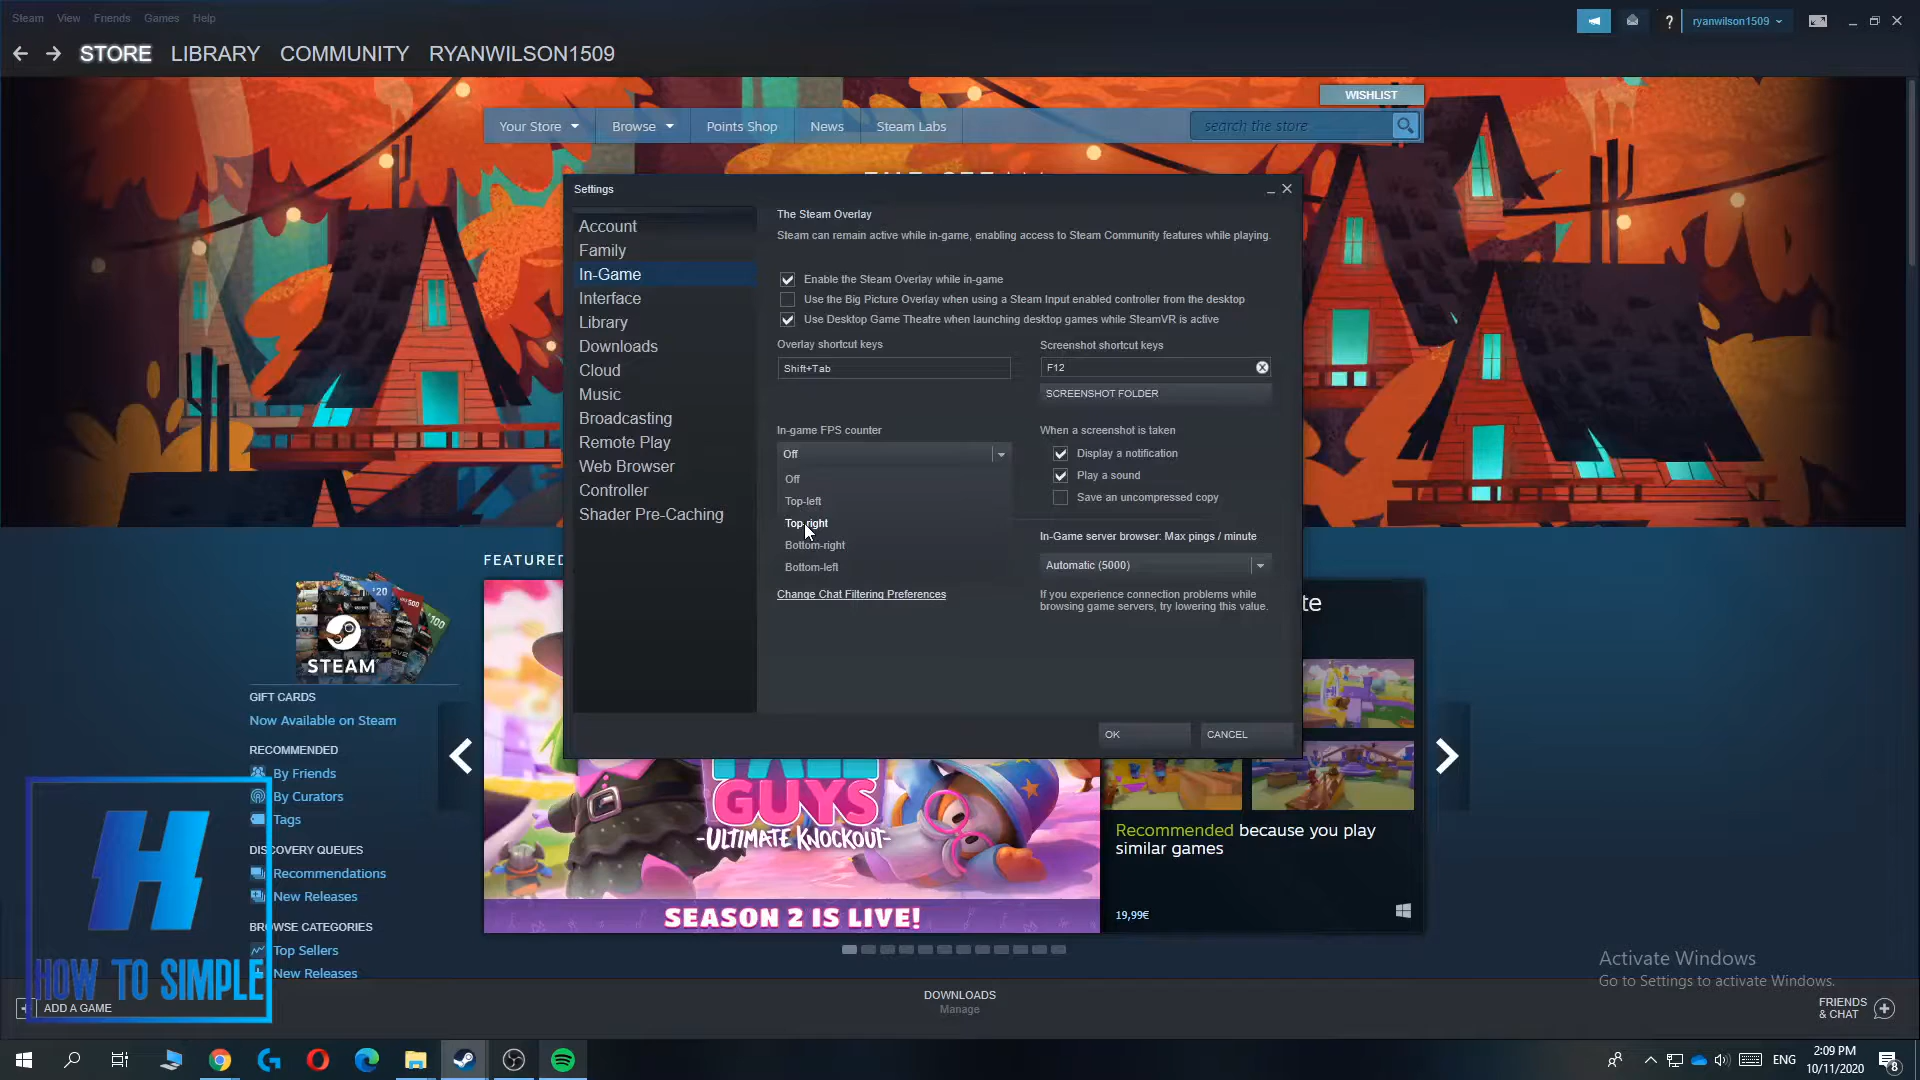 Steam View Friends Games Help
ryanwilson1509
STORE LIBRARY COMMUNITY RYANWILSON1509
WISHLIST
Your Store Browse Points Shop News Steam Labs
search the store
Settings
Account
Family
In-Game
Interface
Library
Downloads
Cloud
Music
Broadcasting
Remote Play
Web Browser
Controller
Shader Pre-Caching
The Steam Overlay
Steam can remain active while in-game, enabling access to Steam Community features while playing.
Enable the Steam Overlay while in-game
Use the Big Picture Overlay when using a Steam Input enabled controller from the desktop
Use Desktop Game Theatre when launching desktop games while SteamVR is active
Overlay shortcut keys
Shift+Tab
Screenshot shortcut keys
F12
SCREENSHOT FOLDER
In-game FPS counter
Off
Off
Top-left
Top-right
Bottom-right
Bottom-left
Change Chat Filtering Preferences
When a screenshot is taken
Display a notification
Play a sound
Save an uncompressed copy
In-Game server browser: Max pings / minute
Automatic (5000)
If you experience connection problems while
browsing game servers, try lowering this value.
OK CANCEL
FEATURED
STEAM
GIFT CARDS
Now Available on Steam
RECOMMENDED
By Friends
By Curators
Tags
DISCOVERY QUEUES
Recommendations
New Releases
BROWSE CATEGORIES
Top Sellers
New Releases
GUYS
-ULTIMATE KNOCKOUT-
SEASON 2 IS LIVE!
Recommended because you play
similar games
19,99€
H
HOW TO SIMPLE
ADD A GAME
DOWNLOADS
Manage
Activate Windows
Go to Settings to activate Windows.
FRIENDS
& CHAT
ENG
2:09 PM
10/11/2020
8